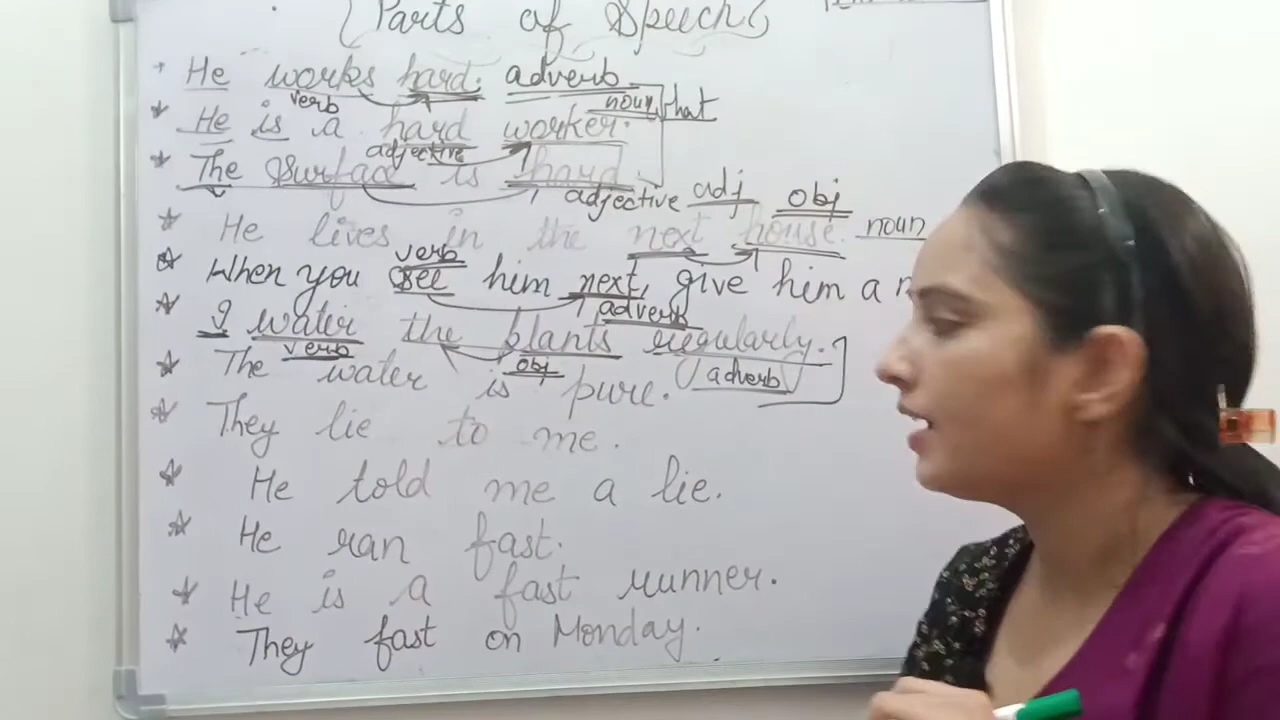 Parts of Speech
He works hard. adverb
verb noun what
He is a hard worker.
adjective
The Surface is hard
adjective adj obj
He lives in the next house. noun
verb
When you see him next, give him a
adverb
I water the plants regularly.
verb obj adverb
The water is pure.
They lie to me.
He told me a lie.
He ran fast.
He is a fast runner.
They fast on Monday.